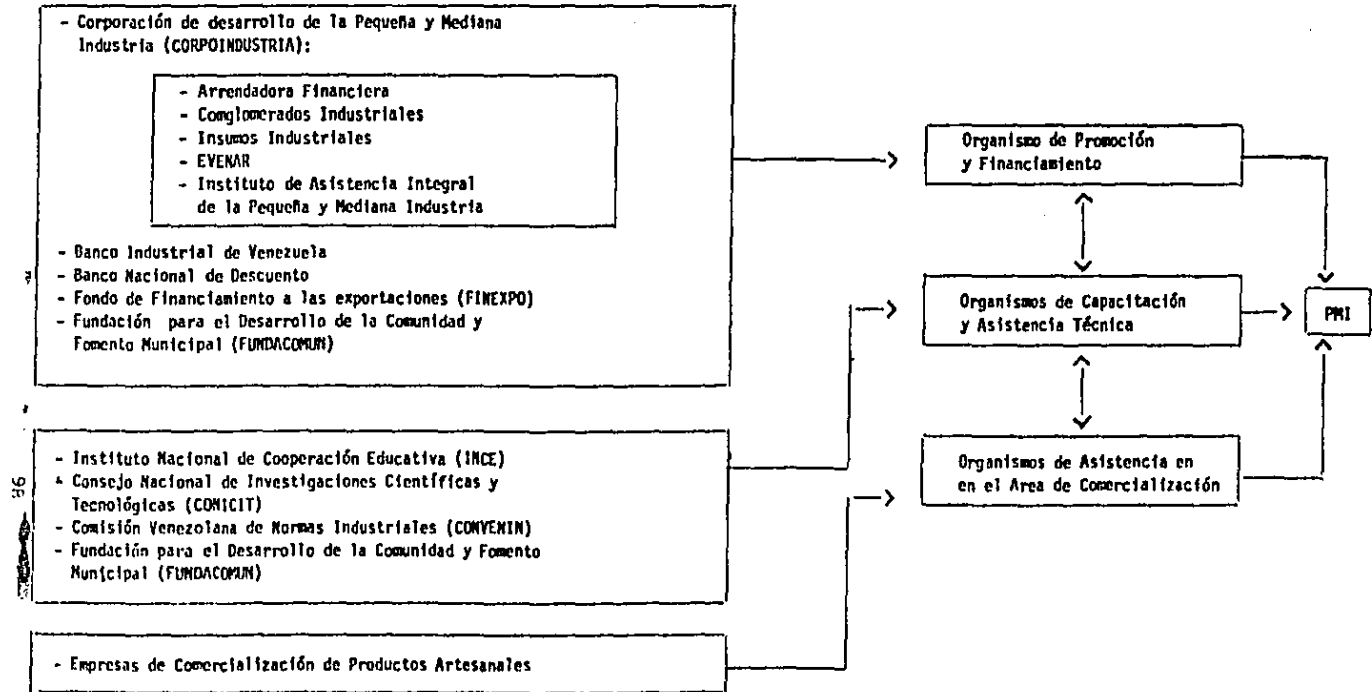 - Corporación de desarrollo de la Pequeña y Mediana
Industria (CORPOINDUSTRIA):
- Arrendadora Financiera
- Comglomerados Industriales
- Insumos Industriales
- EVENAR
- Instituto de Asistencia Integral
de la Pequeña y Mediana Industria
- Banco Industrial de Venezuela
- Banco Nacional de Descuento
- Fondo de Financiamiento a las exportaciones (FINEXPO)
- Fundación para el Desarrollo de la Comunidad y
Fomento Municipal (FUNDACOMUN)
- Instituto Nacional de Cooperación Educativa (INCE)
- Consejo Nacional de Investigaciones Científicas y
Tecnológicas (CONICIT)
- Comisión Venezolana de Normas Industriales (CONVENIN)
- Fundación para el Desarrollo de la Comunidad y Fomento
Municipal (FUNDACOMUN)
- Empresas de Comercialización de Productos Artesanales
Organismo de Promoción
y Financiamiento
Organismos de Capacitación
y Asistencia Técnica
Organismos de Asistencia en
en el Area de Comercialización
PMI
98